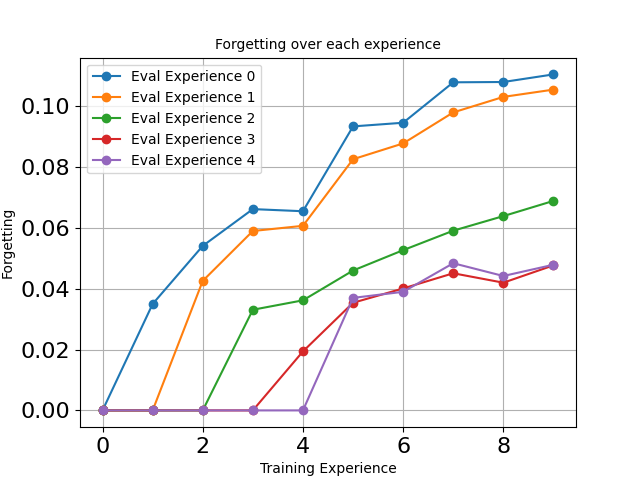 Forgetting over each experience
Eval Experience 0
Eval Experience 1
Eval Experience 2
Eval Experience 3
Eval Experience 4
0.10
0.08
0.06
0.04
0.02
0.00
Forgetting
0 2 4 6 8
Training Experience